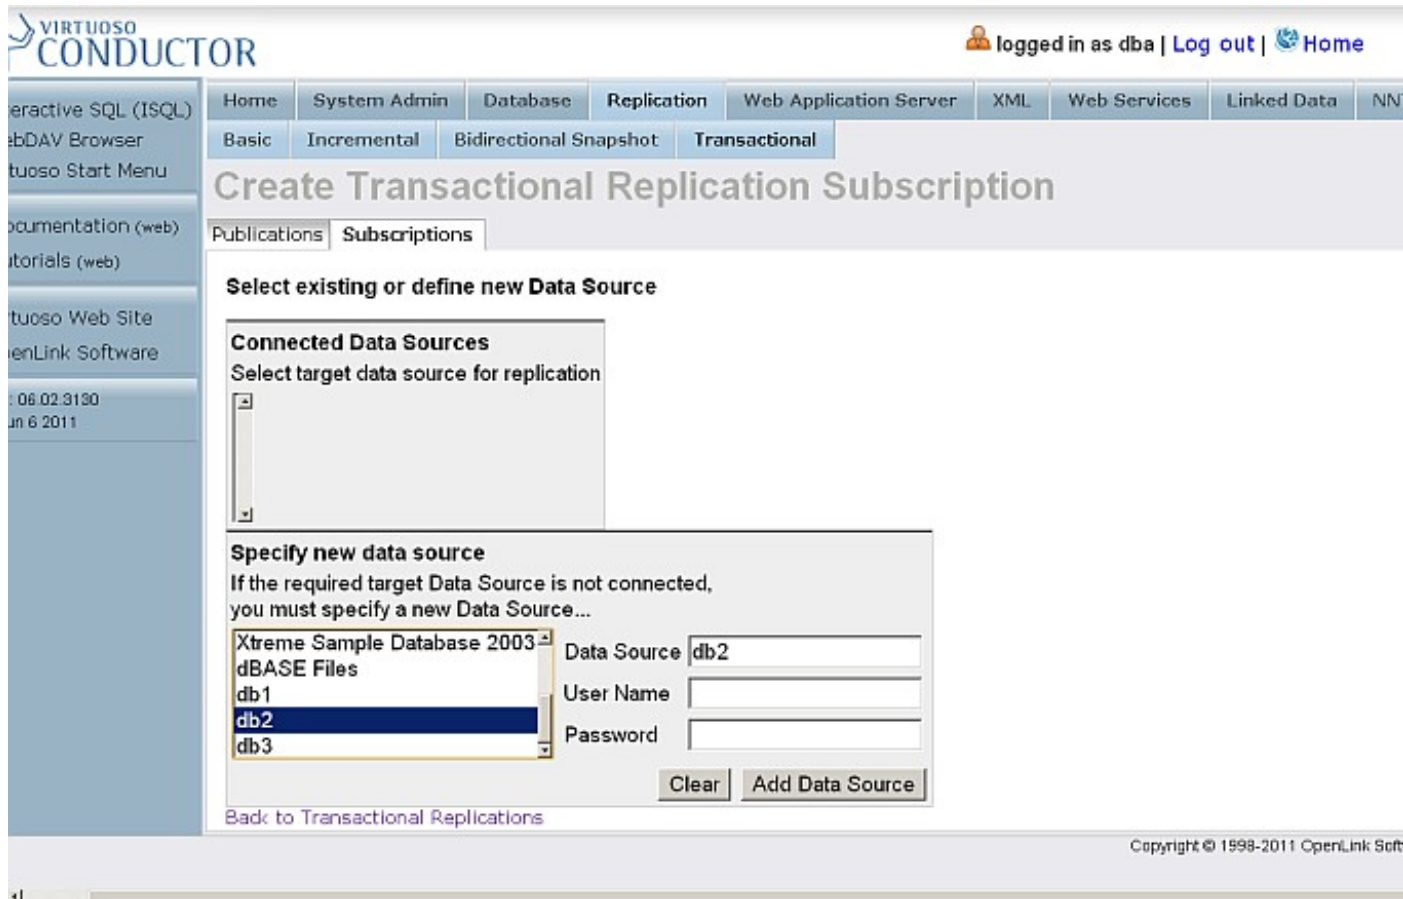 VIRTUOSO
CONDUCTOR
logged in as dba | Log out | Home
teractive SQL (ISQL)
ebDAV Browser
tuoso Start Menu
ocumentation (web)
utorials (web)
tuoso Web Site
enLink Software
: 06.02.3130
un 6 2011
Home System Admin Database Replication Web Application Server XML Web Services Linked Data NN
Basic Incremental Bidirectional Snapshot Transactional
Create Transactional Replication Subscription
Publications Subscriptions
Select existing or define new Data Source
Connected Data Sources
Select target data source for replication
Specify new data source
If the required target Data Source is not connected,
you must specify a new Data Source...
Xtreme Sample Database 2003
dBASE Files
db1
db2
db3
Data Source db2
User Name
Password
Clear Add Data Source
Back to Transactional Replications
Copyright © 1998-2011 OpenLink Soft